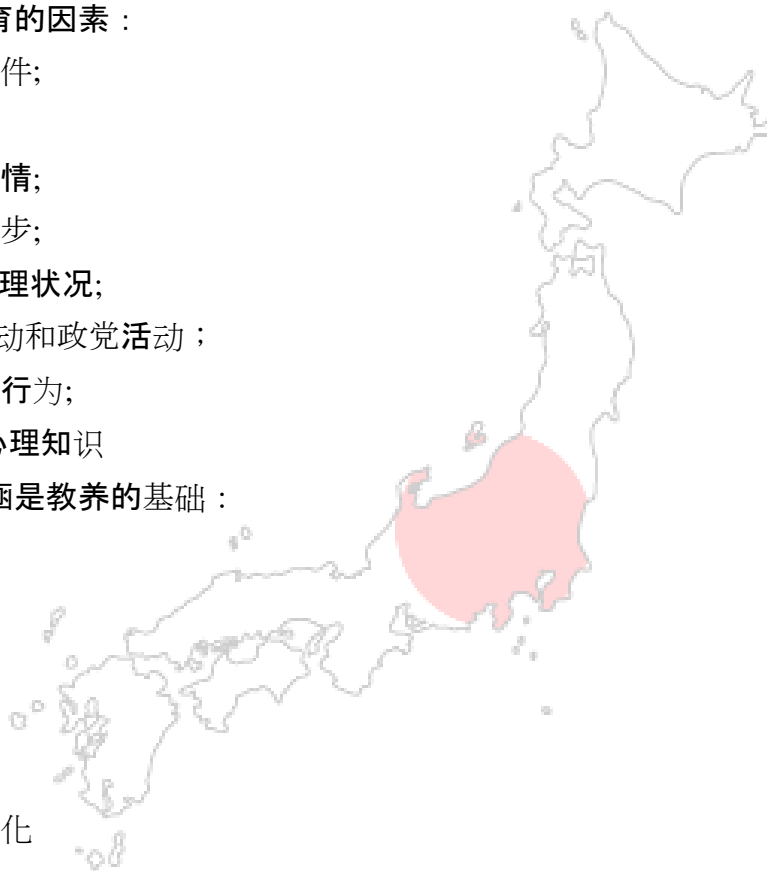 育的因素：
件;
情;
步;
理状况;
动和政党活动；
行为;
心理知识
涵是教养的基础：
化